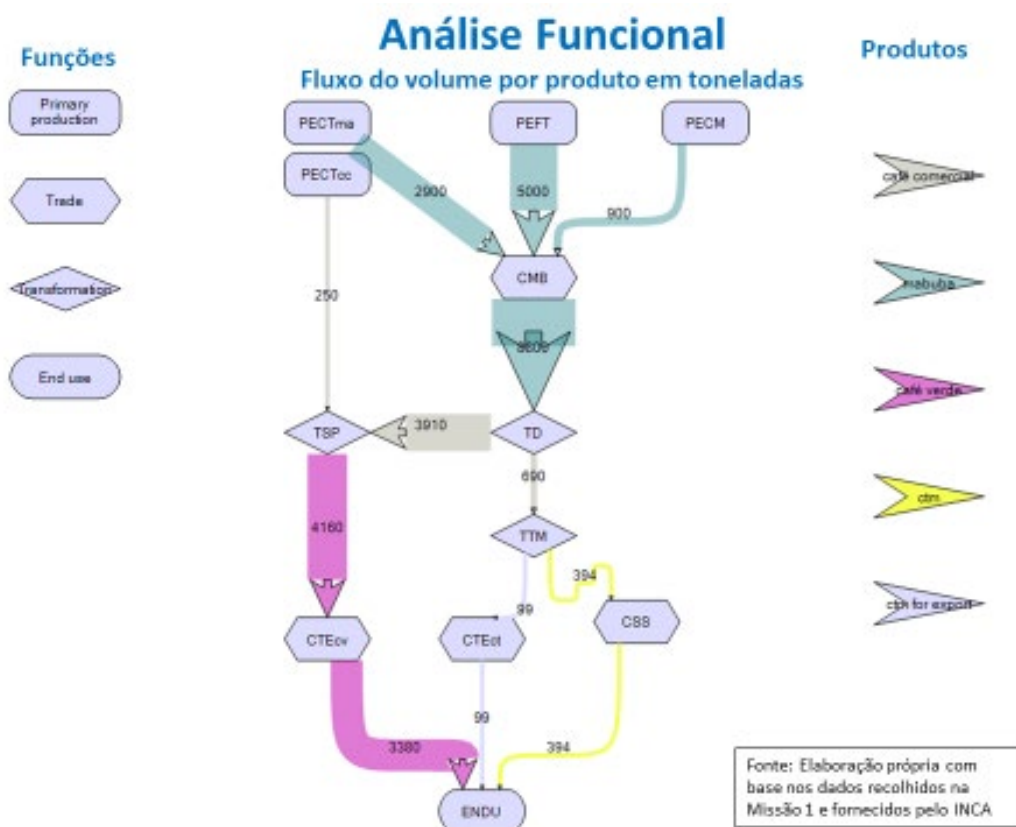 Análise Funcional
Fluxo do volume por produto em toneladas
Funções
Primary
production
Trade
Transformation
End use
Produtos
café comercial
mabuba
café verde
ctm
PECTma
PECTcc
PEFT
PECM
2900
5000
900
CMB
250
TSP
3910
TD
690
4160
TTM
394
99
CTEcv
CTEct
CSS
3380
99
394
ENDU
Fonte: Elaboração própria com
base nos dados recolhidos na
Missão 1 e fornecidos pelo INCA